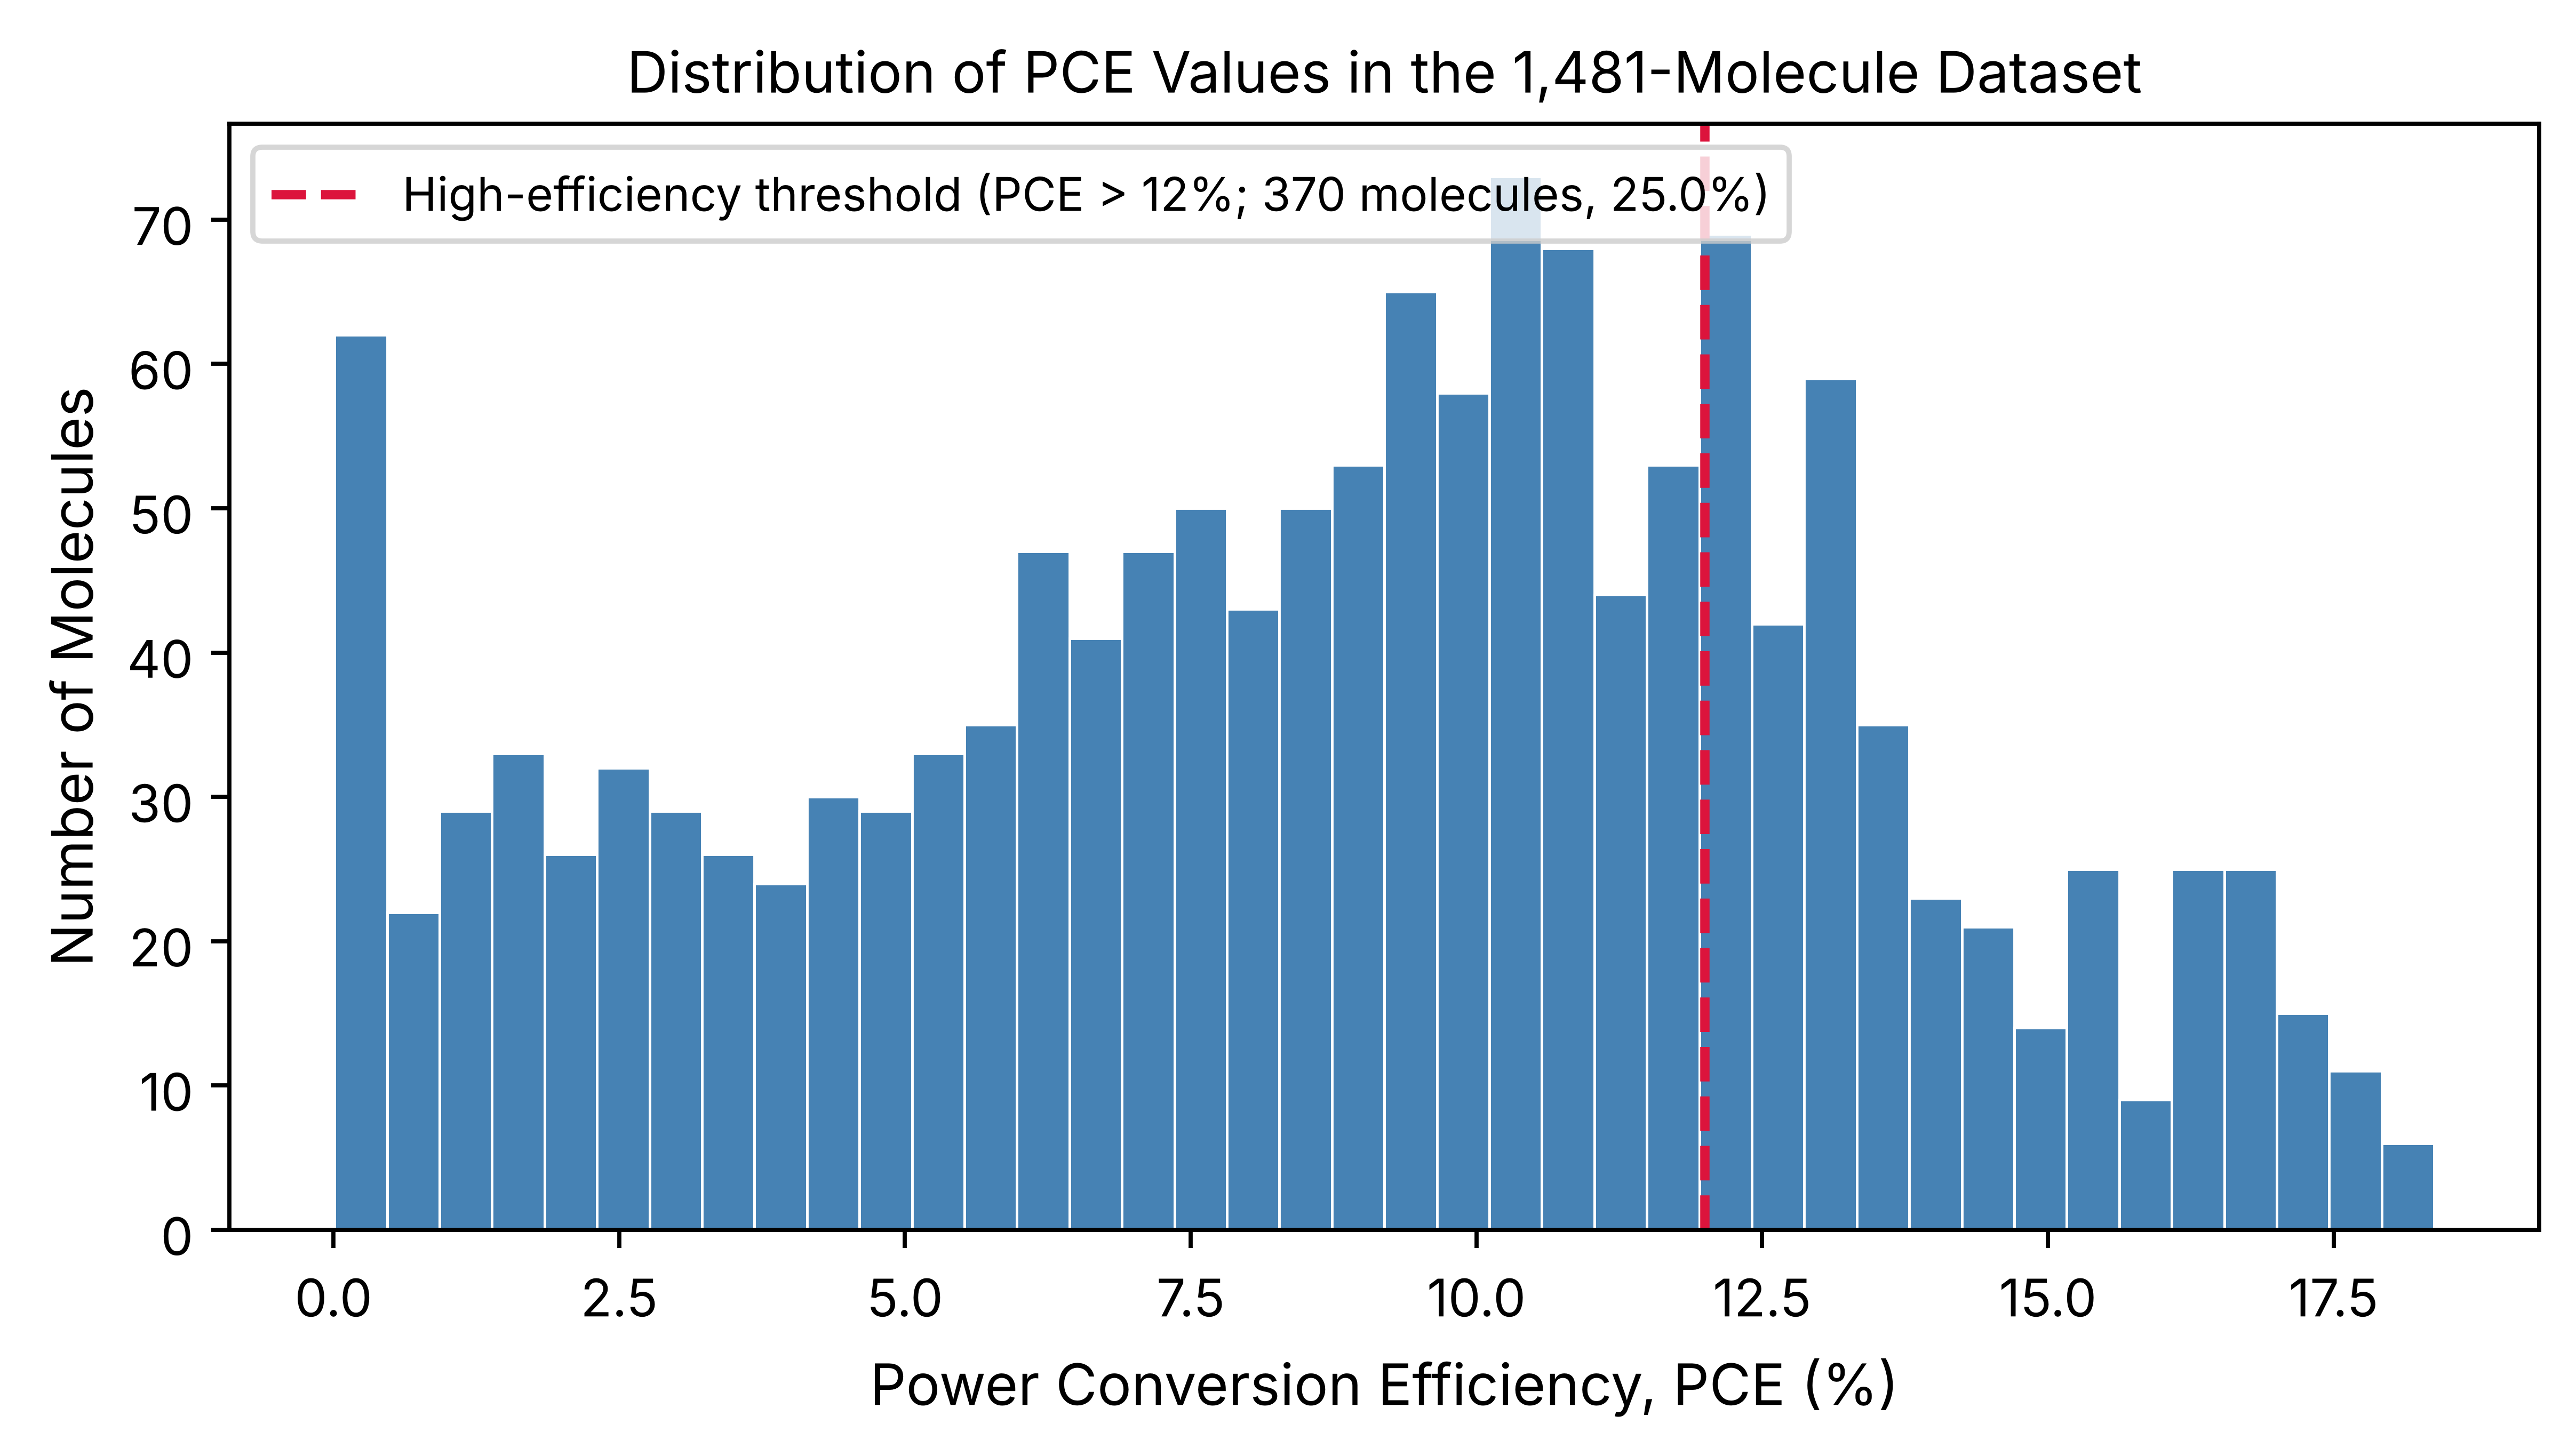 Distribution of PCE Values in the 1,481-Molecule Dataset
High-efficiency threshold (PCE > 12%; 370 molecules, 25.0%)
Number of Molecules
70
60
50
40
30
20
10
0
0.0 2.5 5.0 7.5 10.0 12.5 15.0 17.5
Power Conversion Efficiency, PCE (%)